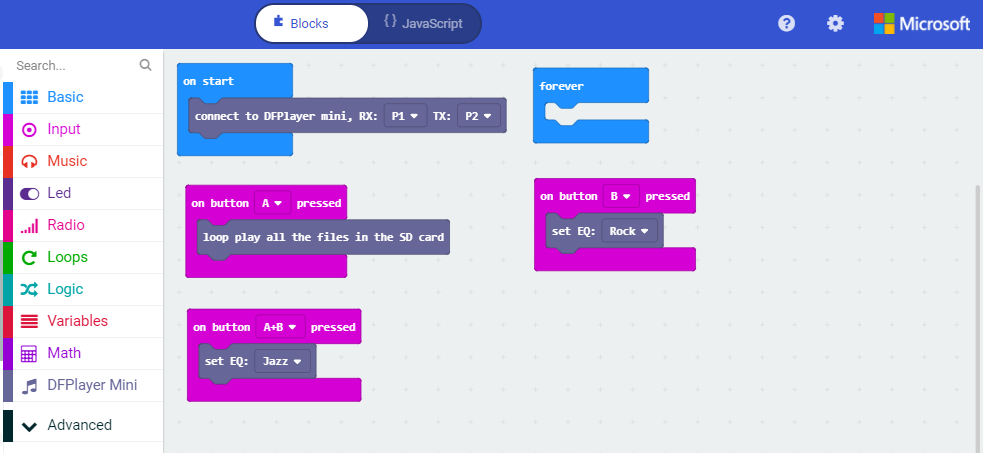 Blocks
{} JavaScript
Microsoft
Search...
Basic
Input
Music
Led
Radio
Loops
Logic
Variables
Math
DFPlayer Mini
Advanced
on start
connect to DFPlayer mini, RX: P1 TX: P2
forever
on button A pressed
loop play all the files in the SD card
on button B pressed
set EQ: Rock
on button A+B pressed
set EQ: Jazz